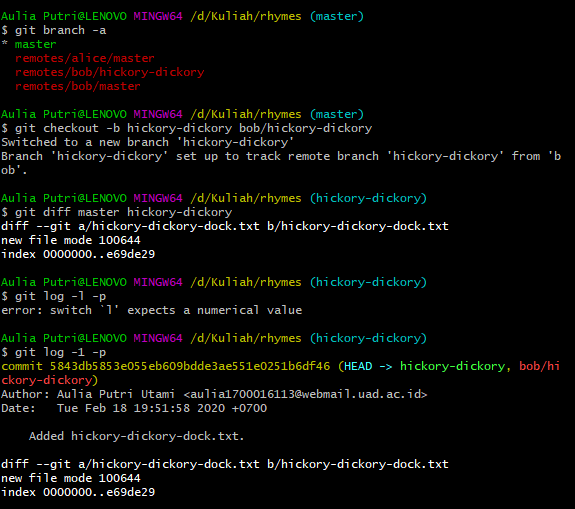 Aulia Putri@LENOVO MINGW64 /d/Kuliah/rhymes (master)
$ git branch -a
* master
  remotes/alice/master
  remotes/bob/hickory-dickory
  remotes/bob/master

Aulia Putri@LENOVO MINGW64 /d/Kuliah/rhymes (master)
$ git checkout -b hickory-dickory bob/hickory-dickory
Switched to a new branch 'hickory-dickory'
Branch 'hickory-dickory' set up to track remote branch 'hickory-dickory' from 'b
ob'.

Aulia Putri@LENOVO MINGW64 /d/Kuliah/rhymes (hickory-dickory)
$ git diff master hickory-dickory
diff --git a/hickory-dickory-dock.txt b/hickory-dickory-dock.txt
new file mode 100644
index 0000000..e69de29

Aulia Putri@LENOVO MINGW64 /d/Kuliah/rhymes (hickory-dickory)
$ git log -l -p
error: switch `l' expects a numerical value

Aulia Putri@LENOVO MINGW64 /d/Kuliah/rhymes (hickory-dickory)
$ git log -1 -p
commit 5843db5853e055eb609bdde3ae551e0251b6df46 (HEAD -> hickory-dickory, bob/hi
ckory-dickory)
Author: Aulia Putri Utami <aulia1700016113@webmail.uad.ac.id>
Date:   Tue Feb 18 19:51:58 2020 +0700

    Added hickory-dickory-dock.txt.

diff --git a/hickory-dickory-dock.txt b/hickory-dickory-dock.txt
new file mode 100644
index 0000000..e69de29